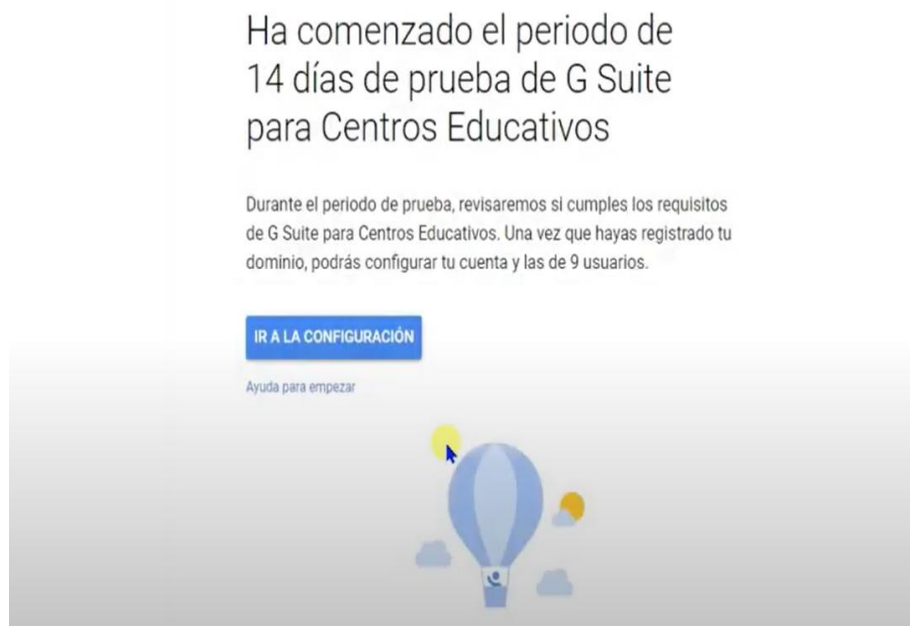 Ha comenzado el periodo de
14 días de prueba de G Suite
para Centros Educativos
Durante el periodo de prueba, revisaremos si cumples los requisitos
de G Suite para Centros Educativos. Una vez que hayas registrado tu
dominio, podrás configurar tu cuenta y las de 9 usuarios.
IR A LA CONFIGURACIÓN
Ayuda para empezar